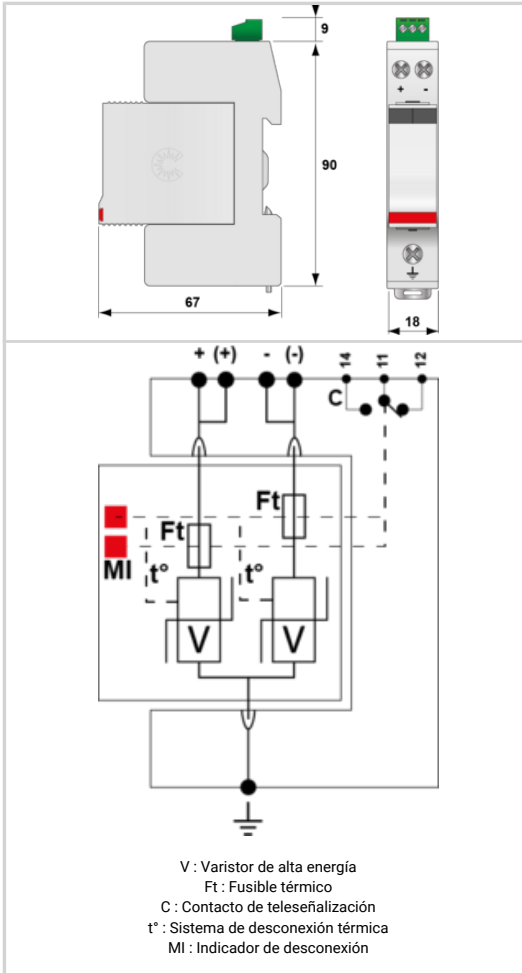 9
90
67
+ -
18
+ (+) - (-) 14 11 12
C
Ft
Ft
MI t° t°
V V
V : Varistor de alta energía
Ft : Fusible térmico
C : Contacto de teleseñalización
t° : Sistema de desconexión térmica
MI : Indicador de desconexión